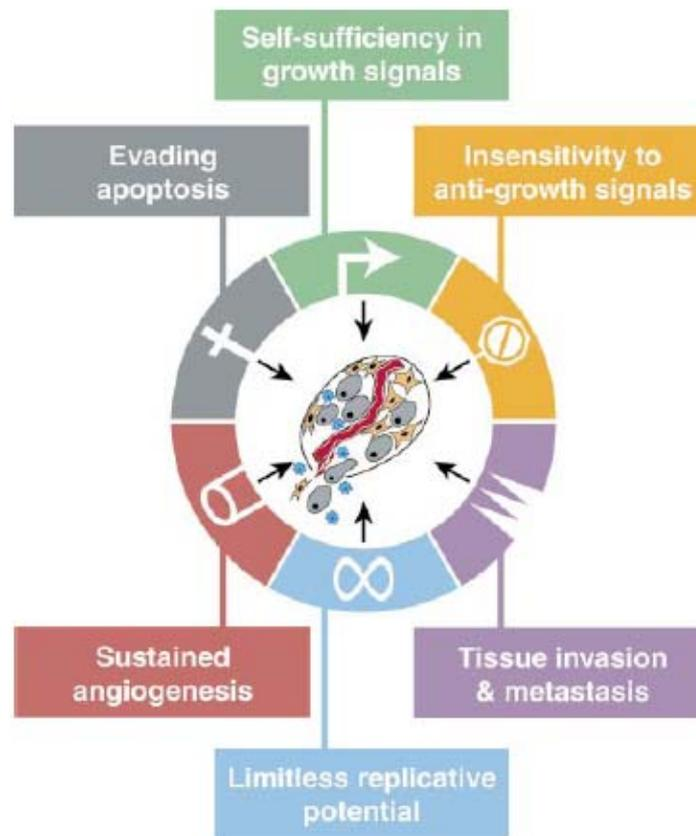 Self-sufficiency in
growth signals
Evading
apoptosis
Insensitivity to
anti-growth signals
Sustained
angiogenesis
Tissue invasion
& metastasis
Limitless replicative
potential